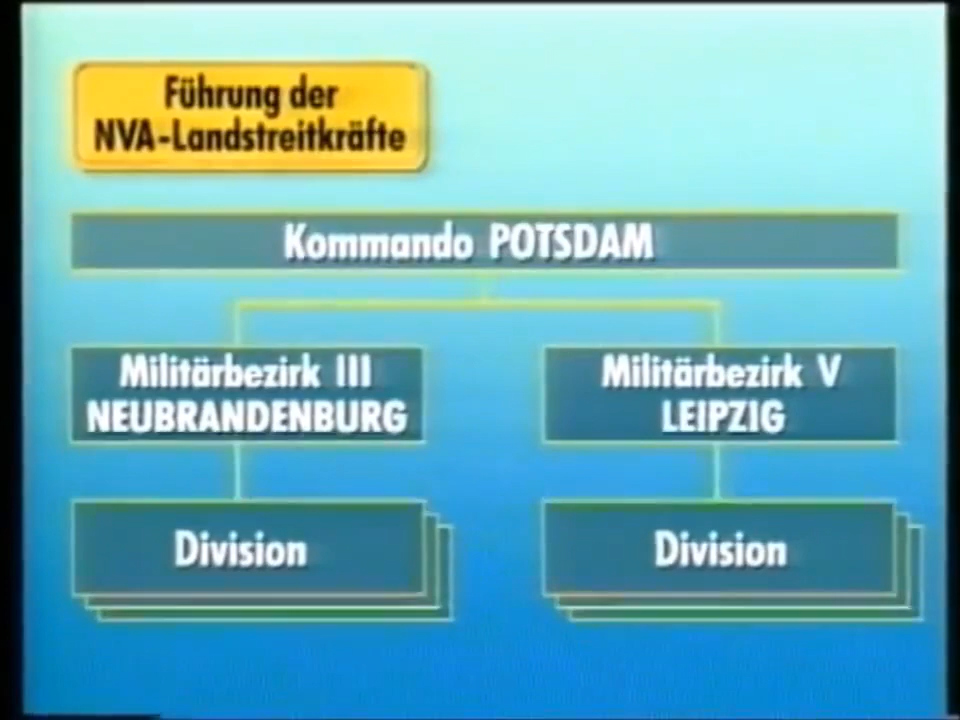 Führung der
NVA-Landstreitkräfte
Kommando POTSDAM
Militärbezirk III
NEUBRANDENBURG
Militärbezirk V
LEIPZIG
Division
Division